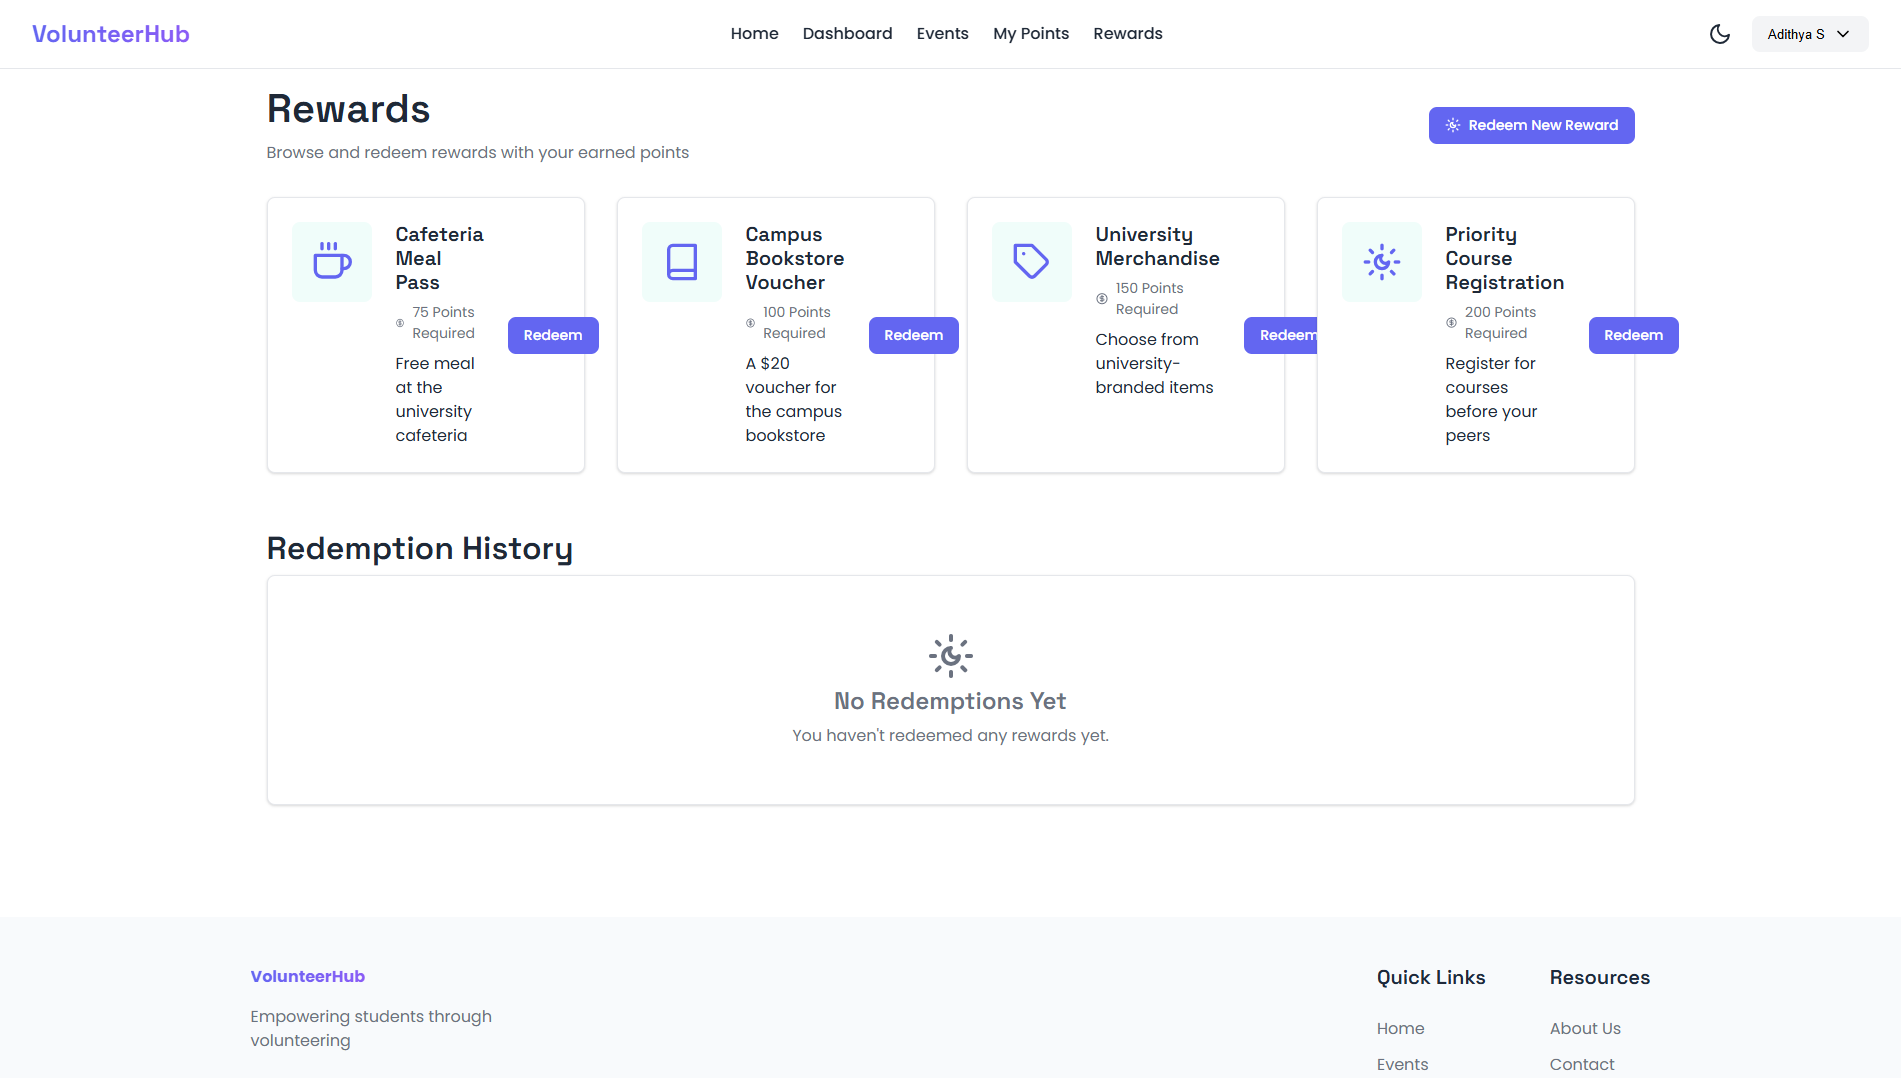 VolunteerHub
Home
Dashboard
Events
My Points
Rewards
Adithya S
Rewards
Browse and redeem rewards with your earned points
Redeem New Reward
Cafeteria
Meal
Pass
75 Points
Required
Free meal
at the
university
cafeteria
Redeem
Campus
Bookstore
Voucher
100 Points
Required
A $20
voucher for
the campus
bookstore
Redeem
University
Merchandise
150 Points
Required
Choose from
university-
branded items
Redeem
Priority
Course
Registration
200 Points
Required
Register for
courses
before your
peers
Redeem
Redemption History
No Redemptions Yet
You haven't redeemed any rewards yet.
VolunteerHub
Empowering students through
volunteering
Quick Links
Home
Events
Resources
About Us
Contact